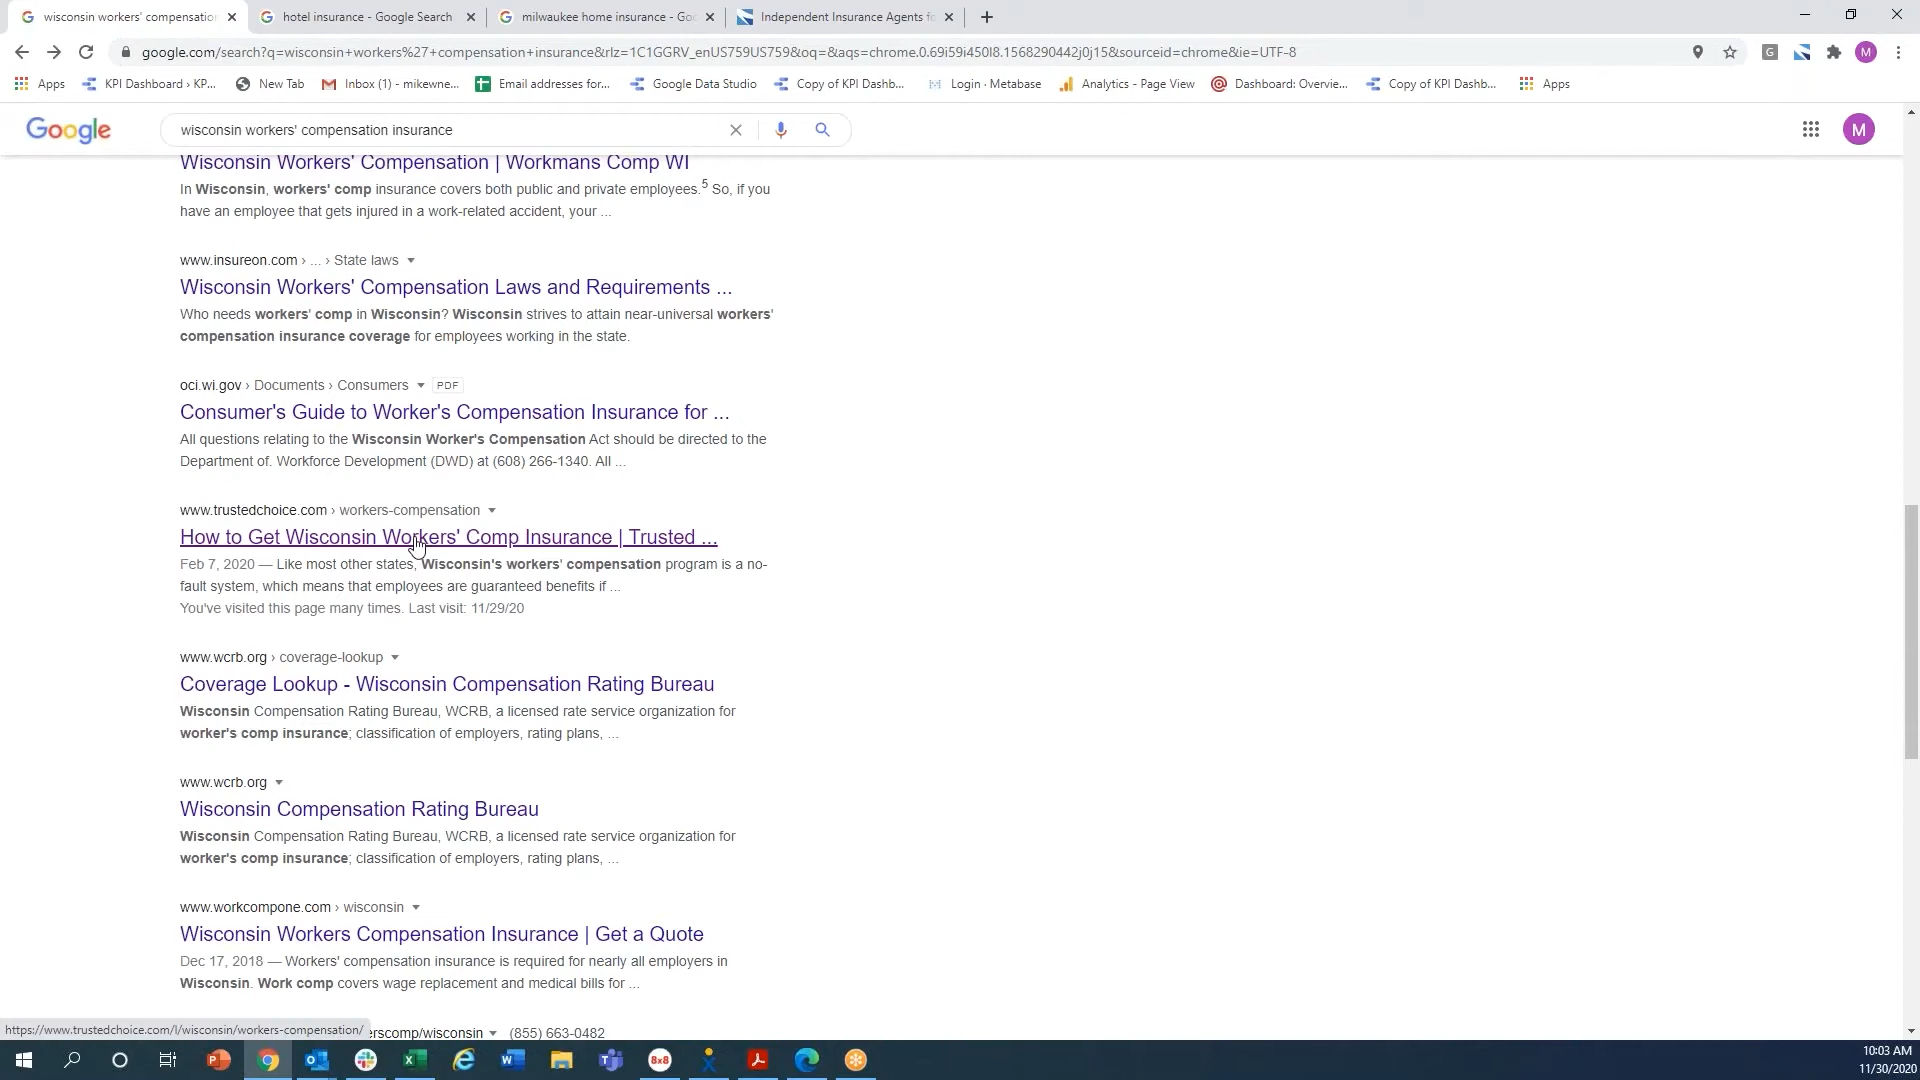 wisconsin workers' compensation
hotel insurance - Google Search
milwaukee home insurance - Goo
Independent Insurance Agents fo
google.com/search?q=wisconsin+workers%27+compensation+insurance&rlz=1C1GGRV_enUS759US759&oq=&aqs=chrome.0.69i59i450l8.1568290442j0j15&sourceid=chrome&ie=UTF-8
G
M
Apps
KPI Dashboard › KP...
New Tab
Inbox (1) - mikewne...
Email addresses for...
Google Data Studio
Copy of KPI Dashb...
Login · Metabase
Analytics - Page View
Dashboard: Overvie...
Copy of KPI Dashb...
Apps
Google
wisconsin workers' compensation insurance
M
Wisconsin Workers' Compensation | Workmans Comp WI
In Wisconsin, workers' comp insurance covers both public and private employees.5 So, if you
have an employee that gets injured in a work-related accident, your ...
www.insureon.com › ... › State laws
Wisconsin Workers' Compensation Laws and Requirements ...
Who needs workers' comp in Wisconsin? Wisconsin strives to attain near-universal workers'
compensation insurance coverage for employees working in the state.
oci.wi.gov › Documents › Consumers PDF
Consumer's Guide to Worker's Compensation Insurance for ...
All questions relating to the Wisconsin Worker's Compensation Act should be directed to the
Department of. Workforce Development (DWD) at (608) 266-1340. All ...
www.trustedchoice.com › workers-compensation
How to Get Wisconsin Workers' Comp Insurance | Trusted ...
Feb 7, 2020 — Like most other states, Wisconsin's workers' compensation program is a no-
fault system, which means that employees are guaranteed benefits if ...
You've visited this page many times. Last visit: 11/29/20
www.wcrb.org › coverage-lookup
Coverage Lookup - Wisconsin Compensation Rating Bureau
Wisconsin Compensation Rating Bureau, WCRB, a licensed rate service organization for
worker's comp insurance; classification of employers, rating plans, ...
www.wcrb.org
Wisconsin Compensation Rating Bureau
Wisconsin Compensation Rating Bureau, WCRB, a licensed rate service organization for
worker's comp insurance; classification of employers, rating plans, ...
www.workcompone.com › wisconsin
Wisconsin Workers Compensation Insurance | Get a Quote
Dec 17, 2018 — Workers' compensation insurance is required for nearly all employers in
Wisconsin. Work comp covers wage replacement and medical bills for ...
https://www.trustedchoice.com/l/wisconsin/workers-compensation/
erscomp/wisconsin (855) 663-0482
8x8
10:03 AM
11/30/2020